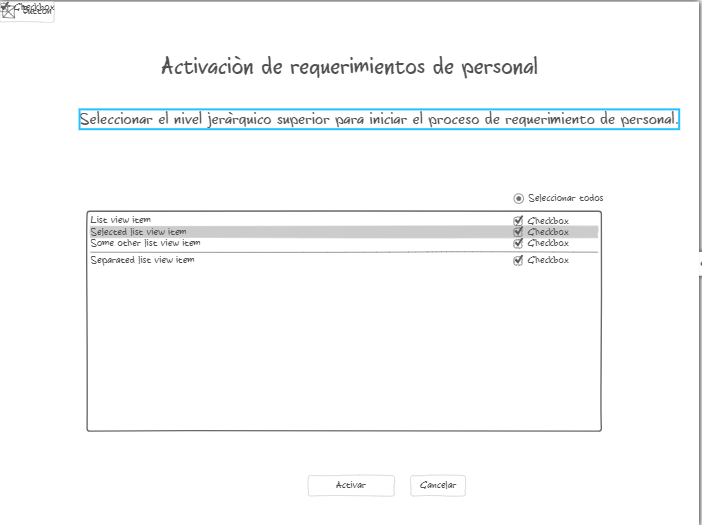 Checkbox
Button
Activaciòn de requerimientos de personal
Seleccionar el nivel jeràrquico superior para iniciar el proceso de requerimiento de personal.
Seleccionar todos
List view item Checkbox
Selected list view item Checkbox
Some other list view item Checkbox
Separated list view item Checkbox
Activar Cancelar